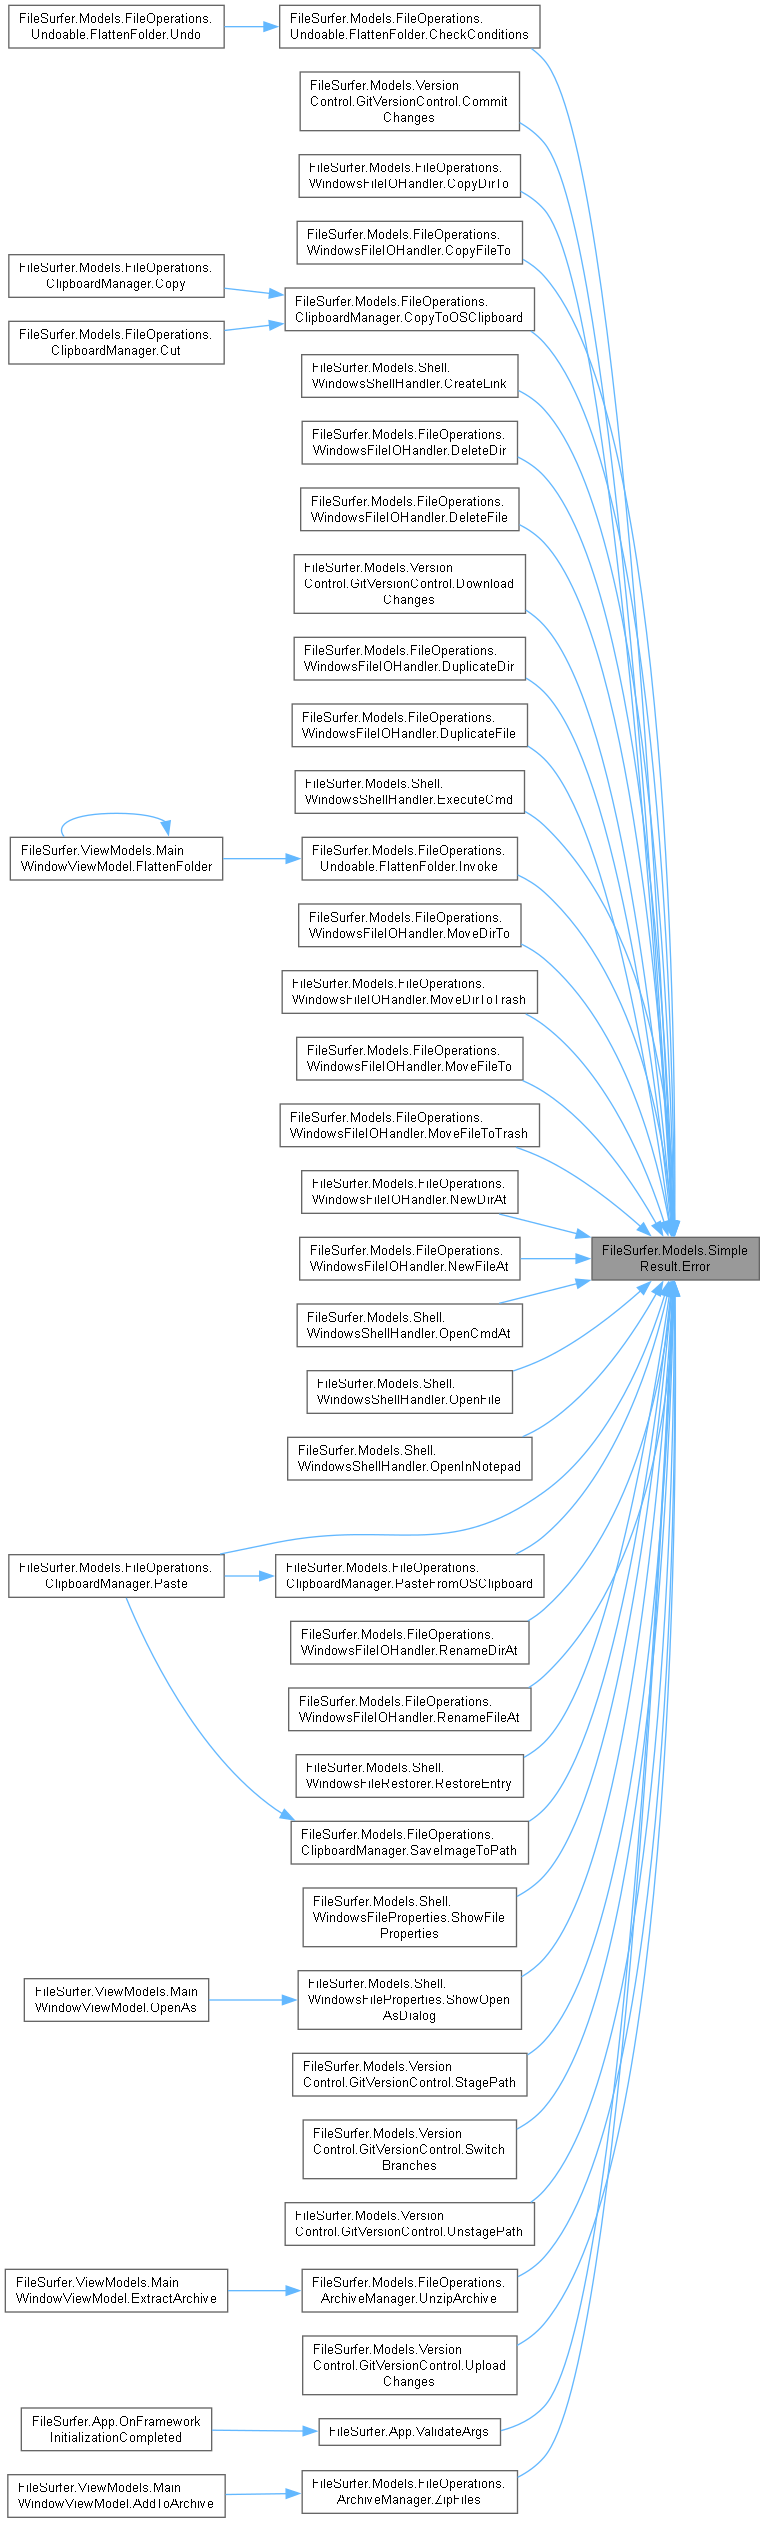 FileSurfer.Models.FileOperations.
Undoable.FlattenFolder.Undo
FileSurfer.Models.FileOperations.
Undoable.FlattenFolder.CheckConditions
FileSurfer.Models.Version
Control.GitVersionControl.Commit
Changes
FileSurfer.Models.FileOperations.
WindowsFileIOHandler.CopyDirTo
FileSurfer.Models.FileOperations.
WindowsFileIOHandler.CopyFileTo
FileSurfer.Models.FileOperations.
ClipboardManager.Copy
FileSurfer.Models.FileOperations.
ClipboardManager.CopyToOSClipboard
FileSurfer.Models.FileOperations.
ClipboardManager.Cut
FileSurfer.Models.Shell.
WindowsShellHandler.CreateLink
FileSurfer.Models.FileOperations.
WindowsFileIOHandler.DeleteDir
FileSurfer.Models.FileOperations.
WindowsFileIOHandler.DeleteFile
FileSurfer.Models.Version
Control.GitVersionControl.Download
Changes
FileSurfer.Models.FileOperations.
WindowsFileIOHandler.DuplicateDir
FileSurfer.Models.FileOperations.
WindowsFileIOHandler.DuplicateFile
FileSurfer.Models.Shell.
WindowsShellHandler.ExecuteCmd
FileSurfer.ViewModels.Main
WindowViewModel.FlattenFolder
FileSurfer.Models.FileOperations.
Undoable.FlattenFolder.Invoke
FileSurfer.Models.FileOperations.
WindowsFileIOHandler.MoveDirTo
FileSurfer.Models.FileOperations.
WindowsFileIOHandler.MoveDirToTrash
FileSurfer.Models.FileOperations.
WindowsFileIOHandler.MoveFileTo
FileSurfer.Models.FileOperations.
WindowsFileIOHandler.MoveFileToTrash
FileSurfer.Models.FileOperations.
WindowsFileIOHandler.NewDirAt
FileSurfer.Models.FileOperations.
WindowsFileIOHandler.NewFileAt
FileSurfer.Models.Simple
Result.Error
FileSurfer.Models.Shell.
WindowsShellHandler.OpenCmdAt
FileSurfer.Models.Shell.
WindowsShellHandler.OpenFile
FileSurfer.Models.Shell.
WindowsShellHandler.OpenInNotepad
FileSurfer.Models.FileOperations.
ClipboardManager.Paste
FileSurfer.Models.FileOperations.
ClipboardManager.PasteFromOSClipboard
FileSurfer.Models.FileOperations.
WindowsFileIOHandler.RenameDirAt
FileSurfer.Models.FileOperations.
WindowsFileIOHandler.RenameFileAt
FileSurfer.Models.Shell.
WindowsFileRestorer.RestoreEntry
FileSurfer.Models.FileOperations.
ClipboardManager.SaveImageToPath
FileSurfer.Models.Shell.
WindowsFileProperties.ShowFile
Properties
FileSurfer.ViewModels.Main
WindowViewModel.OpenAs
FileSurfer.Models.Shell.
WindowsFileProperties.ShowOpen
AsDialog
FileSurfer.Models.Version
Control.GitVersionControl.StagePath
FileSurfer.Models.Version
Control.GitVersionControl.Switch
Branches
FileSurfer.Models.Version
Control.GitVersionControl.UnstagePath
FileSurfer.ViewModels.Main
WindowViewModel.ExtractArchive
FileSurfer.Models.FileOperations.
ArchiveManager.UnzipArchive
FileSurfer.Models.Version
Control.GitVersionControl.Upload
Changes
FileSurfer.App.OnFramework
InitializationCompleted
FileSurfer.App.ValidateArgs
FileSurfer.ViewModels.Main
WindowViewModel.AddToArchive
FileSurfer.Models.FileOperations.
ArchiveManager.ZipFiles